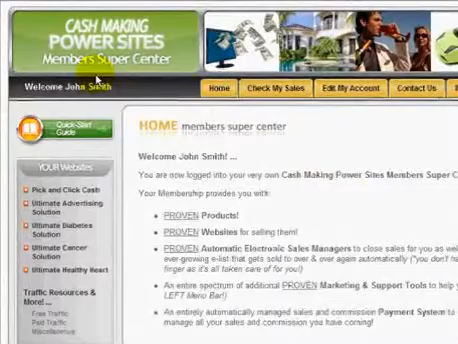 CASH MAKING
POWER SITES
Members Super Center
Welcome John Smith
Home
Check My Sales
Edit My Account
Contact Us
Quick-Start
Guide
YOUR Websites
Pick and Click Cash
Ultimate Advertising
Solution
Ultimate Diabetes
Solution
Ultimate Cancer
Solution
Ultimate Healthy Heart
Traffic Resources &
More! ...
Free Traffic
Paid Traffic
Miscellaneous
HOME members super center
Welcome John Smith! ...
You are now logged into your very own Cash Making Power Sites Members Super C
Your Membership provides you with:
PROVEN Products!
PROVEN Websites for selling them!
PROVEN Automatic Electronic Sales Managers to close sales for you as wel
ever-growing e-list that gets sold to over & over again automatically ("you don't ha
finger as it's all taken care of for you!)
An entire spectrum of additional PROVEN Marketing & Support Tools to help y
LEFT Menu Bar!)
An entirely automated managed sales and commission Payment System to
manage all your sales and commission you have coming!